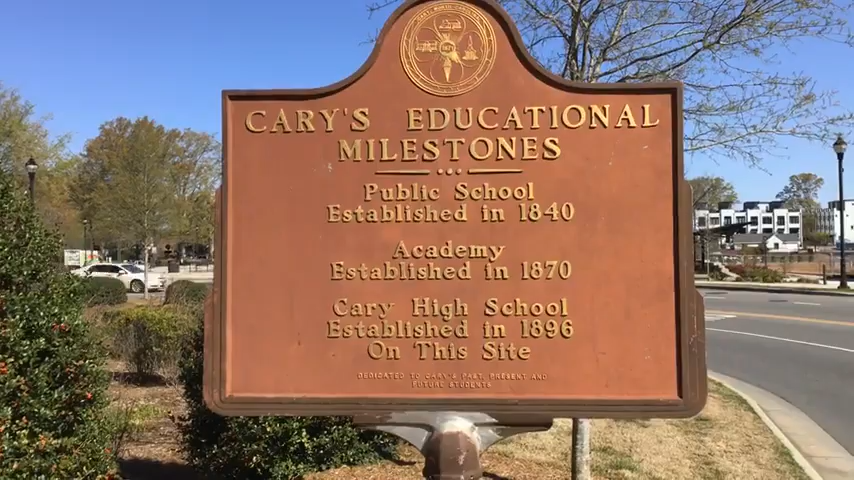 CARY'S EDUCATIONAL
MILESTONES
Public School
Established in 1840
Academy
Established in 1870
Cary High School
Established in 1896
On This Site
DEDICATED TO CARY'S PAST, PRESENT AND
FUTURE STUDENTS